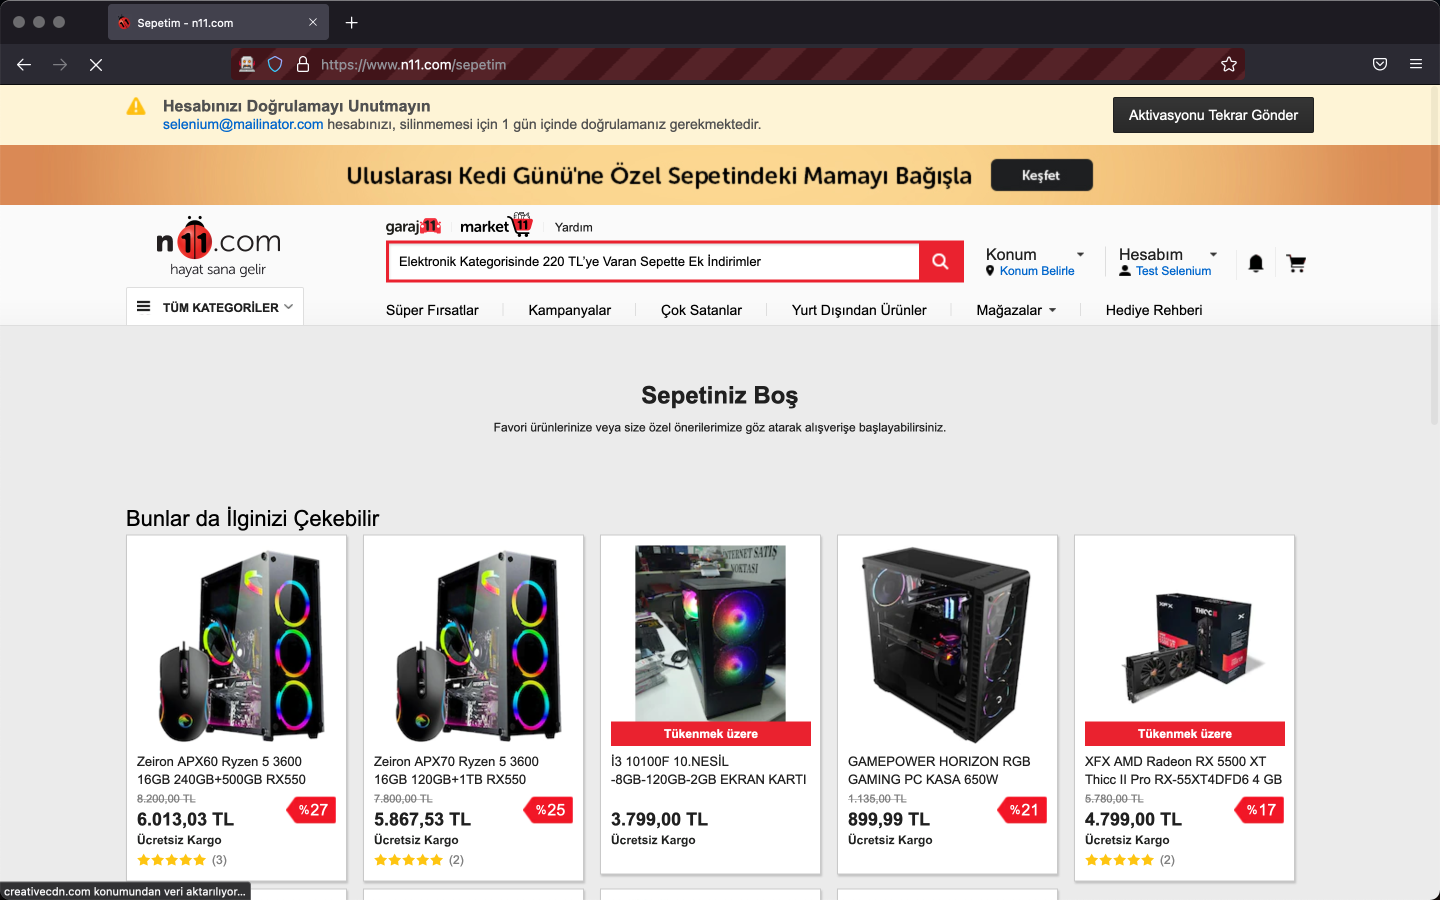 Sepetim - n11.com
https://www.n11.com/sepetim
Hesabınızı Doğrulamayı Unutmayın
selenium@mailinator.com hesabınızı, silinmemesi için 1 gün içinde doğrulamanız gerekmektedir.
Aktivasyonu Tekrar Gönder
Uluslarası Kedi Günü'ne Özel Sepetindeki Mamayı Bağışla
Keşfet
n11.com
hayat sana gelir
garaj11
market11
Yardım
Elektronik Kategorisinde 220 TL'ye Varan Sepette Ek İndirimler
Konum
Konum Belirle
Hesabım
Test Selenium
TÜM KATEGORİLER
Süper Fırsatlar
Kampanyalar
Çok Satanlar
Yurt Dışından Ürünler
Mağazalar
Hediye Rehberi
Sepetiniz Boş
Favori ürünlerinize veya size özel önerilerimize göz atarak alışverişe başlayabilirsiniz.
Bunlar da İlginizi Çekebilir
Zeiron APX60 Ryzen 5 3600
16GB 240GB+500GB RX550
8.200,00 TL
6.013,03 TL
%27
Ücretsiz Kargo
(3)
Zeiron APX70 Ryzen 5 3600
16GB 120GB+1TB RX550
7.800,00 TL
5.867,53 TL
%25
Ücretsiz Kargo
(2)
İNTERNET SATIŞ
NOKTASI
Tükenmek üzere
İ3 10100F 10.NESİL
-8GB-120GB-2GB EKRAN KARTI
3.799,00 TL
Ücretsiz Kargo
GAMEPOWER HORIZON RGB
GAMING PC KASA 650W
1.135,00 TL
899,99 TL
%21
Ücretsiz Kargo
XFX
THICC II
Tükenmek üzere
XFX AMD Radeon RX 5500 XT
Thicc II Pro RX-55XT4DFD6 4 GB
5.780,00 TL
4.799,00 TL
%17
Ücretsiz Kargo
(2)
creativecdn.com konumundan veri aktarılıyor...